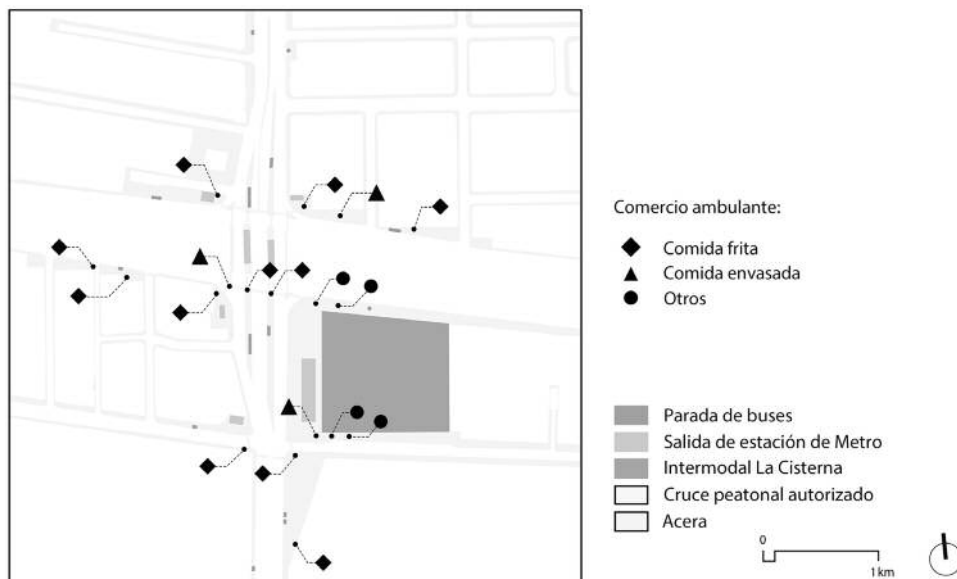 Comercio ambulante:
Comida frita
Comida envasada
Otros
Parada de buses
Salida de estación de Metro
Intermodal La Cisterna
Cruce peatonal autorizado
Acera
0
1 km